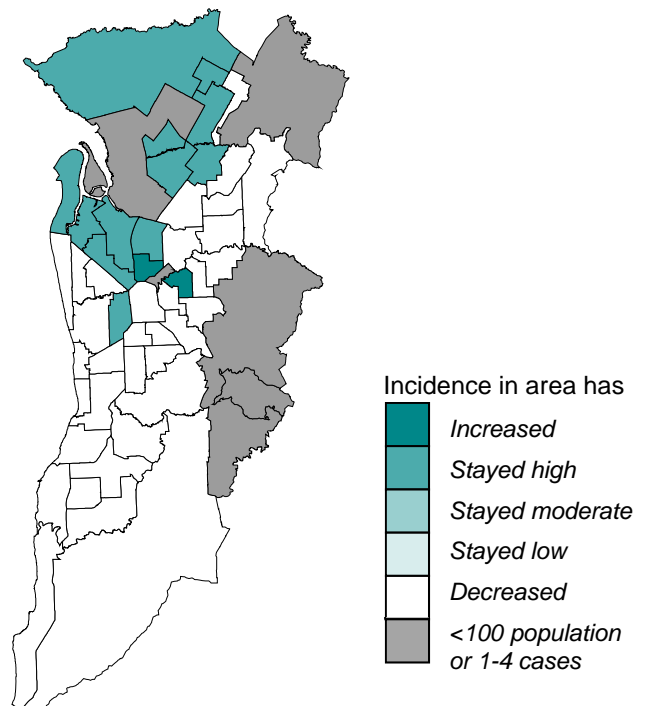 Incidence in area has
Increased
Stayed high
Stayed moderate
Stayed low
Decreased
<100 population
or 1-4 cases